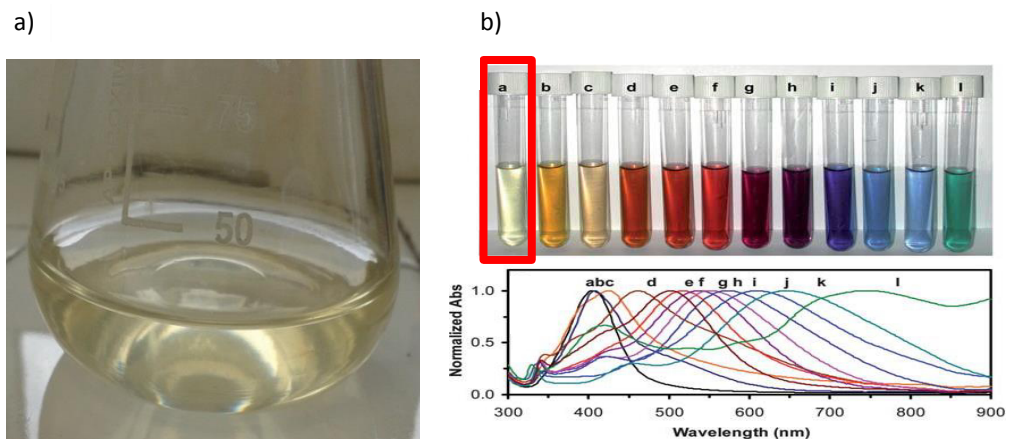 a)
b)
75
50
a b c d e f g h i j k l
abc d e f g h i j k l
Normalized Abs
1.0
0.5
0.0
300 400 500 600 700 800 900
Wavelength (nm)